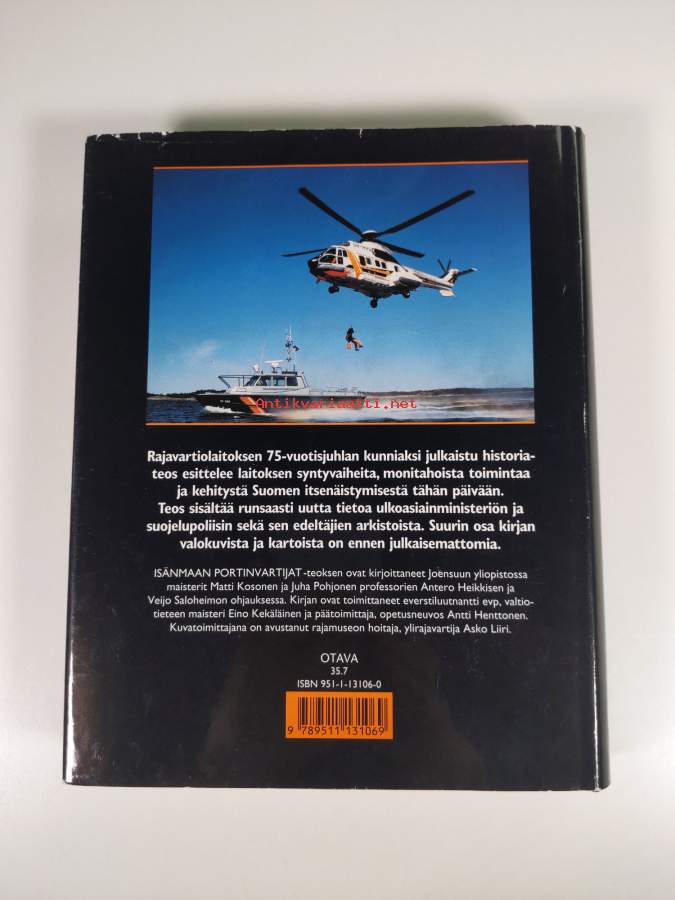 Antikvariaatti.net
Rajavartiolaitoksen 75-vuotisjuhlan kunniaksi julkaistu historia-
teos esittelee laitoksen syntyvaiheita, monitahoista toimintaa
ja kehitystä Suomen itsenäistymisestä tähän päivään.
Teos sisältää runsaasti uutta tietoa ulkoasiainministeriön ja
suojelupoliisin sekä sen edeltäjien arkistoista. Suurin osa kirjan
valokuvista ja kartoista on ennen julkaisemattomia.
ISÄNMAAN PORTINVARTIJAT -teoksen ovat kirjoittaneet Joensuun yliopistossa
maisterit Matti Kosonen ja Juha Pohjonen professorien Antero Heikkisen ja
Veijo Saloheimon ohjauksessa. Kirjan ovat toimittaneet everstiluutnantti evp, valtio-
tieteen maisteri Eino Kekäläinen ja päätoimittaja, opetusneuvos Antti Henttonen.
Kuvatoimittajana on avustanut rajamuseon hoitaja, ylirajavartija Asko Liiri.
OTAVA
35.7
ISBN 951-1-13106-0
9 789511 131069